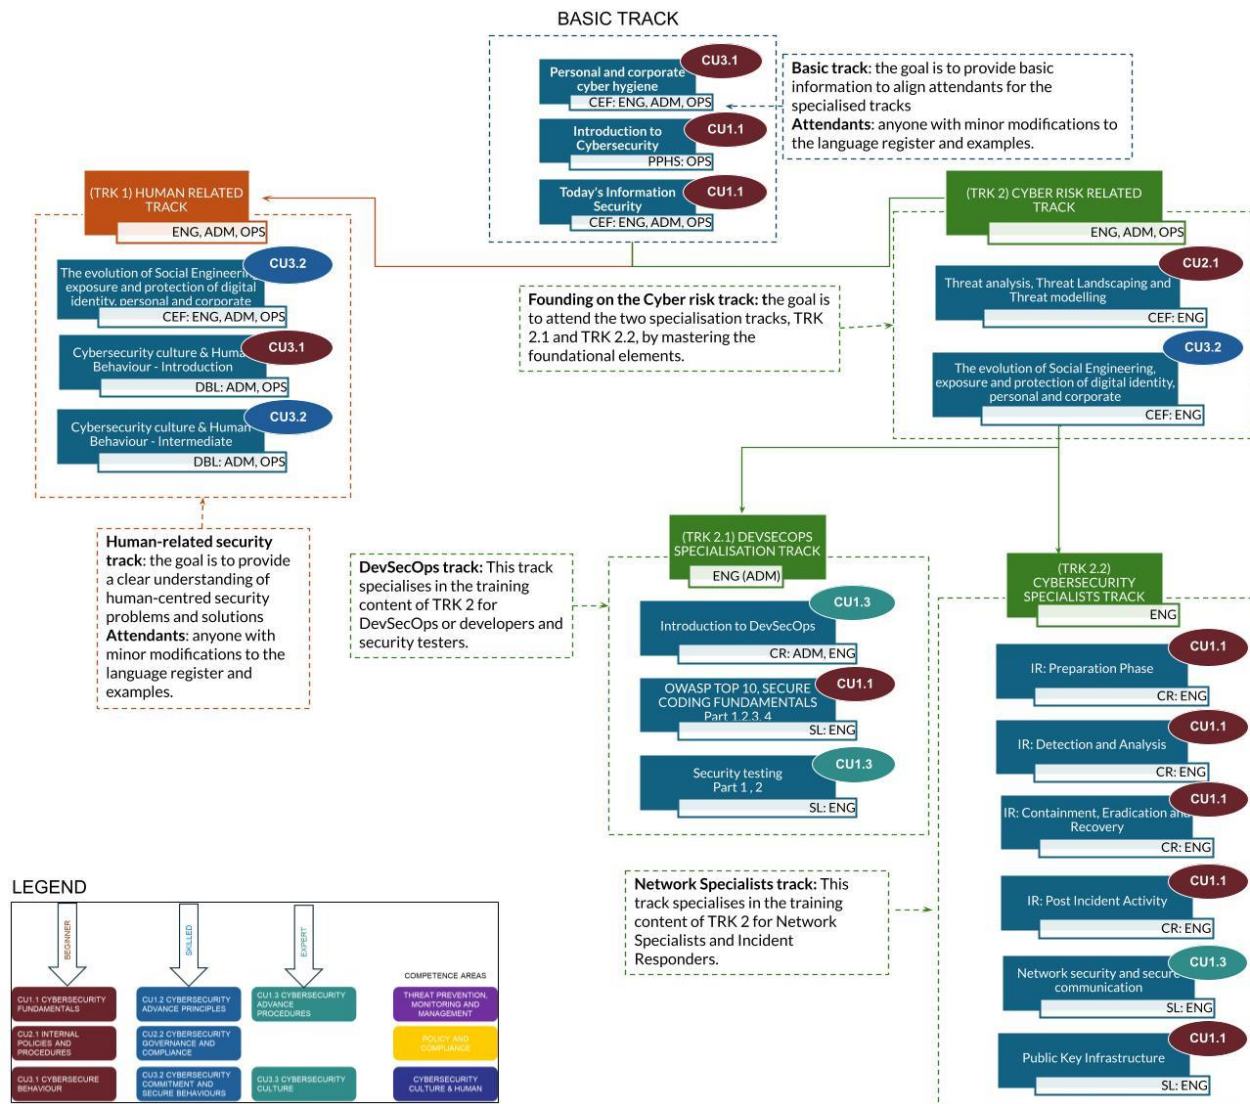 BASIC TRACK
CU3.1
Personal and corporate
cyber hygiene
CEF: ENG, ADM, OPS
CU1.1
Introduction to
Cybersecurity
PPHS: OPS
CU1.1
Today's Information
Security
CEF: ENG, ADM, OPS
Basic track: the goal is to provide basic
information to align attendants for the
specialised tracks
Attendants: anyone with minor modifications to
the language register and examples.
(TRK 1) HUMAN RELATED
TRACK
ENG, ADM, OPS
CU3.2
The evolution of Social Engineering,
exposure and protection of digital
identity, personal and corporate
CEF: ENG, ADM, OPS
CU3.1
Cybersecurity culture & Human
Behaviour - Introduction
DBL: ADM, OPS
CU3.2
Cybersecurity culture & Human
Behaviour - Intermediate
DBL: ADM, OPS
Human-related security
track: the goal is to provide
a clear understanding of
human-centred security
problems and solutions
Attendants: anyone with
minor modifications to the
language register and
examples.
(TRK 2) CYBER RISK RELATED
TRACK
ENG, ADM, OPS
CU2.1
Threat analysis, Threat Landscaping and
Threat modelling
CEF: ENG
CU3.2
The evolution of Social Engineering,
exposure and protection of digital identity,
personal and corporate
CEF: ENG
Founding on the Cyber risk track: the goal is
to attend the two specialisation tracks, TRK
2.1 and TRK 2.2, by mastering the
foundational elements.
(TRK 2.1) DEVSECOPS
SPECIALISATION TRACK
ENG (ADM)
CU1.3
Introduction to DevSecOps
CR: ADM, ENG
CU1.1
OWASP TOP 10, SECURE
CODING FUNDAMENTALS
Part 1,2,3, 4
SL: ENG
CU1.3
Security testing
Part 1 , 2
SL: ENG
DevSecOps track: This track
specialises in the training
content of TRK 2 for
DevSecOps or developers and
security testers.
(TRK 2.2)
CYBERSECURITY
SPECIALISTS TRACK
ENG
CU1.1
IR: Preparation Phase
CR: ENG
CU1.1
IR: Detection and Analysis
CR: ENG
CU1.1
IR: Containment, Eradication and
Recovery
CR: ENG
CU1.1
IR: Post Incident Activity
CR: ENG
CU1.3
Network security and secure
communication
SL: ENG
CU1.1
Public Key Infrastructure
SL: ENG
Network Specialists track: This
track specialises in the training
content of TRK 2 for Network
Specialists and Incident
Responders.
LEGEND
BEGINNER
SKILLED
EXPERT
COMPETENCE AREAS
CU1.1 CYBERSECURITY
FUNDAMENTALS
CU1.2 CYBERSECURITY
ADVANCE PRINCIPLES
CU1.3 CYBERSECURITY
ADVANCE
PROCEDURES
THREAT PREVENTION,
MONITORING AND
MANAGEMENT
CU2.1 INTERNAL
POLICIES AND
PROCEDURES
CU2.2 CYBERSECURITY
GOVERNANCE AND
COMPLIANCE
POLICY AND
COMPLIANCE
CU3.1 CYBERSECURE
BEHAVIOUR
CU3.2 CYBERSECURITY
COMMITMENT AND
SECURE BEHAVIOURS
CU3.3 CYBERSECURITY
CULTURE
CYBERSECURITY
CULTURE & HUMAN